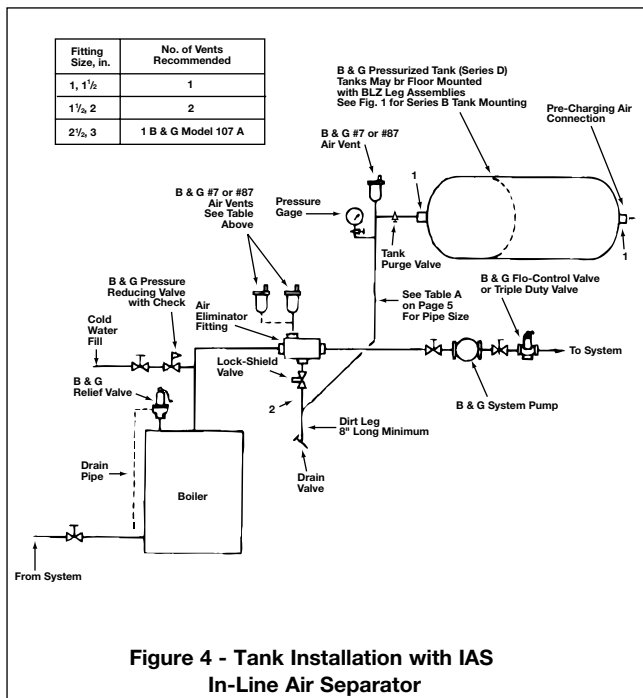 Fitting Size, in.
No. of Vents Recommended
1, 1½
1
1½, 2
2
2½, 3
1 B & G Model 107 A
B & G Pressurized Tank (Series D)
Tanks May br Floor Mounted
with BLZ Leg Assemblies
See Fig. 1 for Series B Tank Mounting
Pre-Charging Air
Connection
B & G #7 or #87
Air Vent
1
1
B & G #7 or #87
Air Vents
See Table
Above
Pressure
Gage
Tank
Purge Valve
B & G Flo-Control Valve
or Triple Duty Valve
B & G Pressure
Reducing Valve
with Check
Air
Eliminator
Fitting
See Table A
on Page 5
For Pipe Size
Cold
Water
Fill
Lock-Shield
Valve
To System
B & G
Relief Valve
2
B & G System Pump
Dirt Leg
8" Long Minimum
Drain
Pipe
Drain
Valve
Boiler
From System
Figure 4 - Tank Installation with IAS
In-Line Air Separator